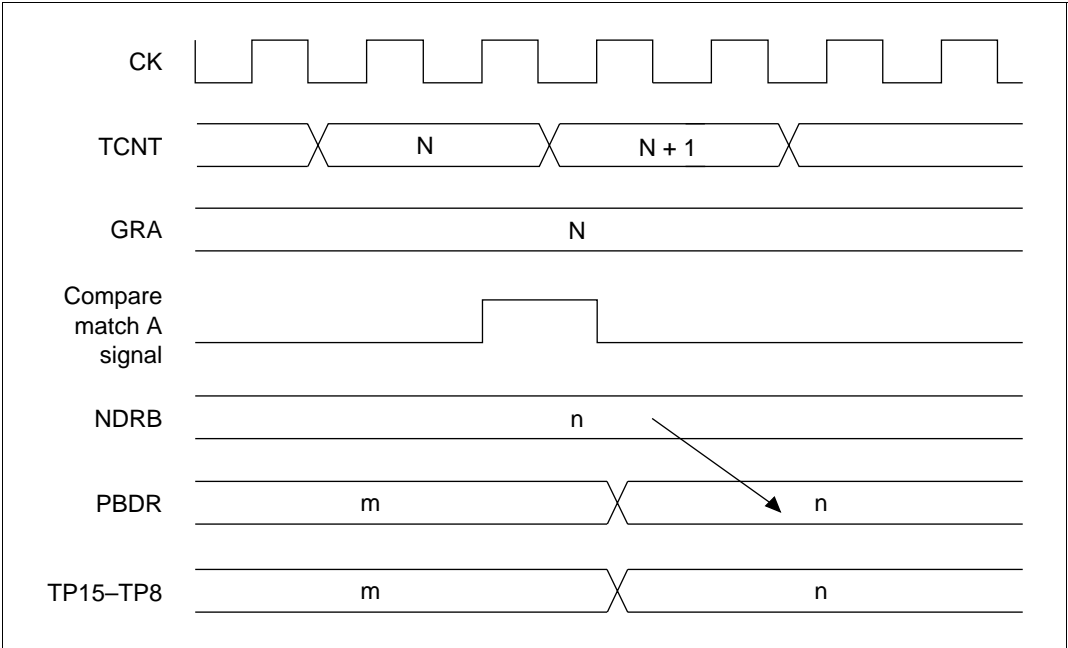 CK
TCNT
N
N + 1
GRA
N
Compare
match A
signal
NDRB
n
PBDR
m
n
TP15–TP8
m
n